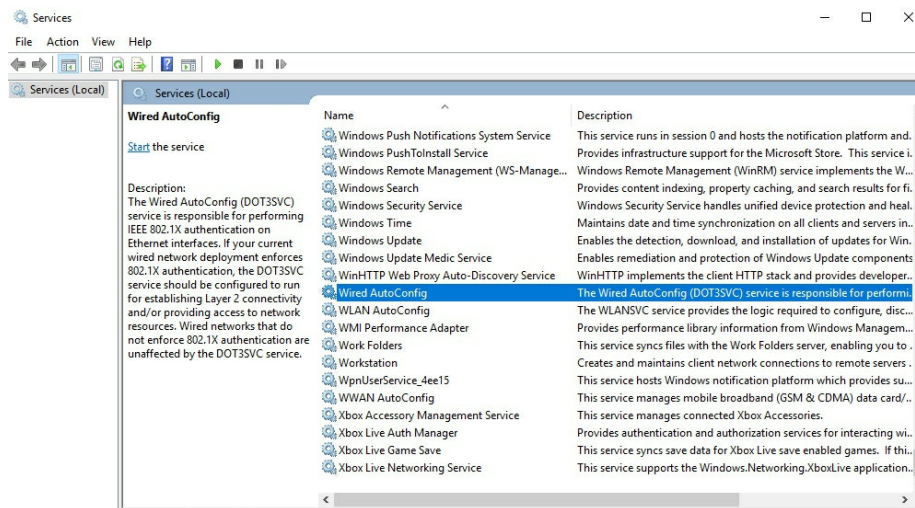 Services
File Action View Help
Services (Local)
Services (Local)
Wired AutoConfig
Start the service
Description:
The Wired AutoConfig (DOT3SVC)
service is responsible for performing
IEEE 802.1X authentication on
Ethernet interfaces. If your current
wired network deployment enforces
802.1X authentication, the DOT3SVC
service should be configured to run
for establishing Layer 2 connectivity
and/or providing access to network
resources. Wired networks that do
not enforce 802.1X authentication are
unaffected by the DOT3SVC service.
Name Description
Windows Push Notifications System Service This service runs in session 0 and hosts the notification platform and.
Windows PushToInstall Service Provides infrastructure support for the Microsoft Store. This service i.
Windows Remote Management (WS-Manage... Windows Remote Management (WinRM) service implements the W...
Windows Search Provides content indexing, property caching, and search results for fi.
Windows Security Service Windows Security Service handles unified device protection and heal.
Windows Time Maintains date and time synchronization on all clients and servers in..
Windows Update Enables the detection, download, and installation of updates for Win.
Windows Update Medic Service Enables remediation and protection of Windows Update components
WinHTTP Web Proxy Auto-Discovery Service WinHTTP implements the client HTTP stack and provides developer..
Wired AutoConfig The Wired AutoConfig (DOT3SVC) service is responsible for performi.
WLAN AutoConfig The WLANSVC service provides the logic required to configure, disc...
WMI Performance Adapter Provides performance library information from Windows Managem...
Work Folders This service syncs files with the Work Folders server, enabling you to .
Workstation Creates and maintains client network connections to remote servers .
WpnUserService_4ee15 This service hosts Windows notification platform which provides su...
WWAN AutoConfig This service manages mobile broadband (GSM & CDMA) data card/..
Xbox Accessory Management Service This service manages connected Xbox Accessories.
Xbox Live Auth Manager Provides authentication and authorization services for interacting wi..
Xbox Live Game Save This service syncs save data for Xbox Live save enabled games. If thi..
Xbox Live Networking Service This service supports the Windows.Networking.XboxLive application..